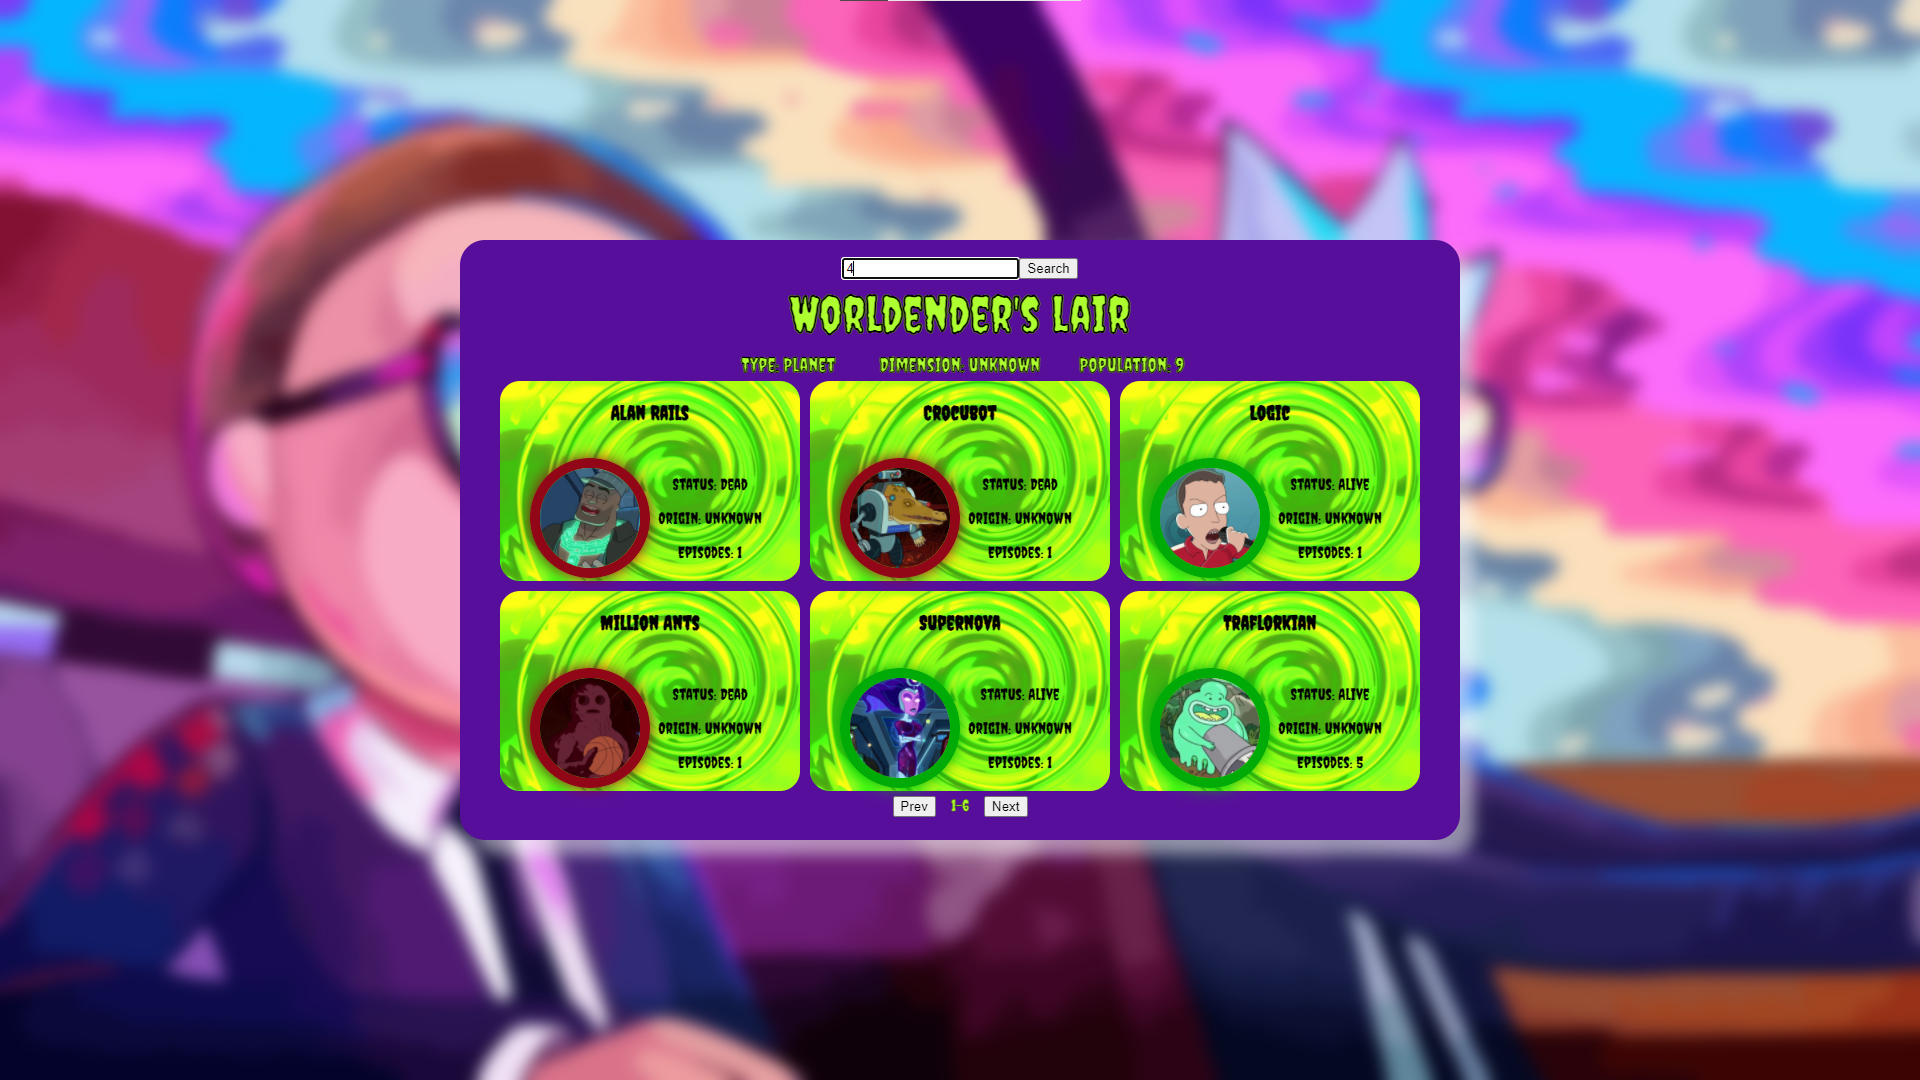 4
Search
WORLDENDER'S LAIR
TYPE: PLANET DIMENSION: UNKNOWN POPULATION: 9
ALAN RAILS
STATUS: DEAD
ORIGIN: UNKNOWN
EPISODES: 1
CROCUBOT
STATUS: DEAD
ORIGIN: UNKNOWN
EPISODES: 1
LOGIC
STATUS: ALIVE
ORIGIN: UNKNOWN
EPISODES: 1
MILLION ANTS
STATUS: DEAD
ORIGIN: UNKNOWN
EPISODES: 1
SUPERNOVA
STATUS: ALIVE
ORIGIN: UNKNOWN
EPISODES: 1
TRAFLORKIAN
STATUS: ALIVE
ORIGIN: UNKNOWN
EPISODES: 5
Prev 1-6 Next